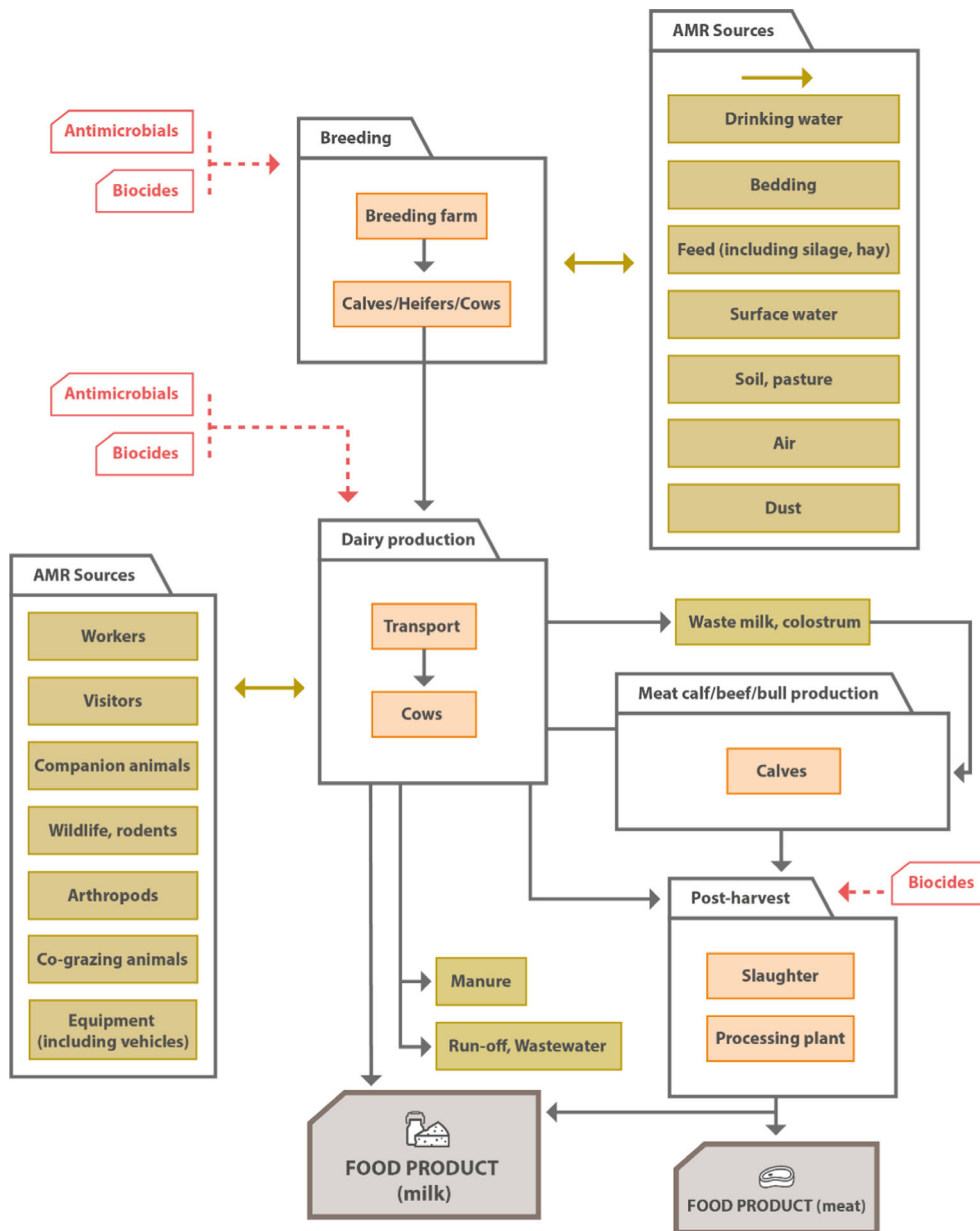 AMR Sources
Drinking water
Bedding
Feed (including silage, hay)
Surface water
Soil, pasture
Air
Dust
Antimicrobials
Biocides
Breeding
Breeding farm
Calves/Heifers/Cows
Antimicrobials
Biocides
Dairy production
Transport
Cows
AMR Sources
Workers
Visitors
Companion animals
Wildlife, rodents
Arthropods
Co-grazing animals
Equipment
(including vehicles)
Waste milk, colostrum
Meat calf/beef/bull production
Calves
Biocides
Post-harvest
Slaughter
Processing plant
Manure
Run-off, Wastewater
FOOD PRODUCT
(milk)
FOOD PRODUCT (meat)